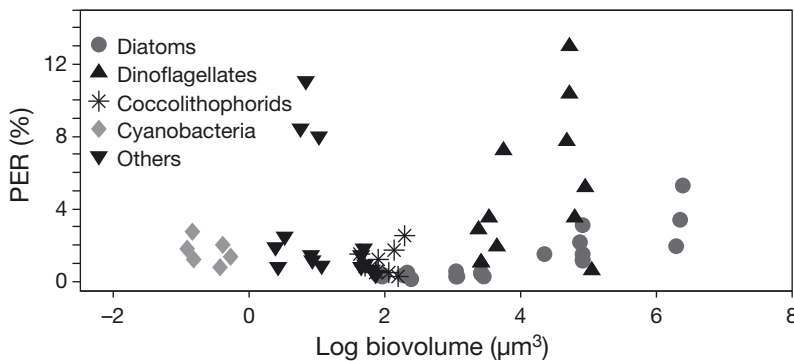 12
8
4
0
PER (%)
Diatoms
Dinoflagellates
Coccolithophorids
Cyanobacteria
Others
−2 0 2 4 6 8
Log biovolume (µm³)